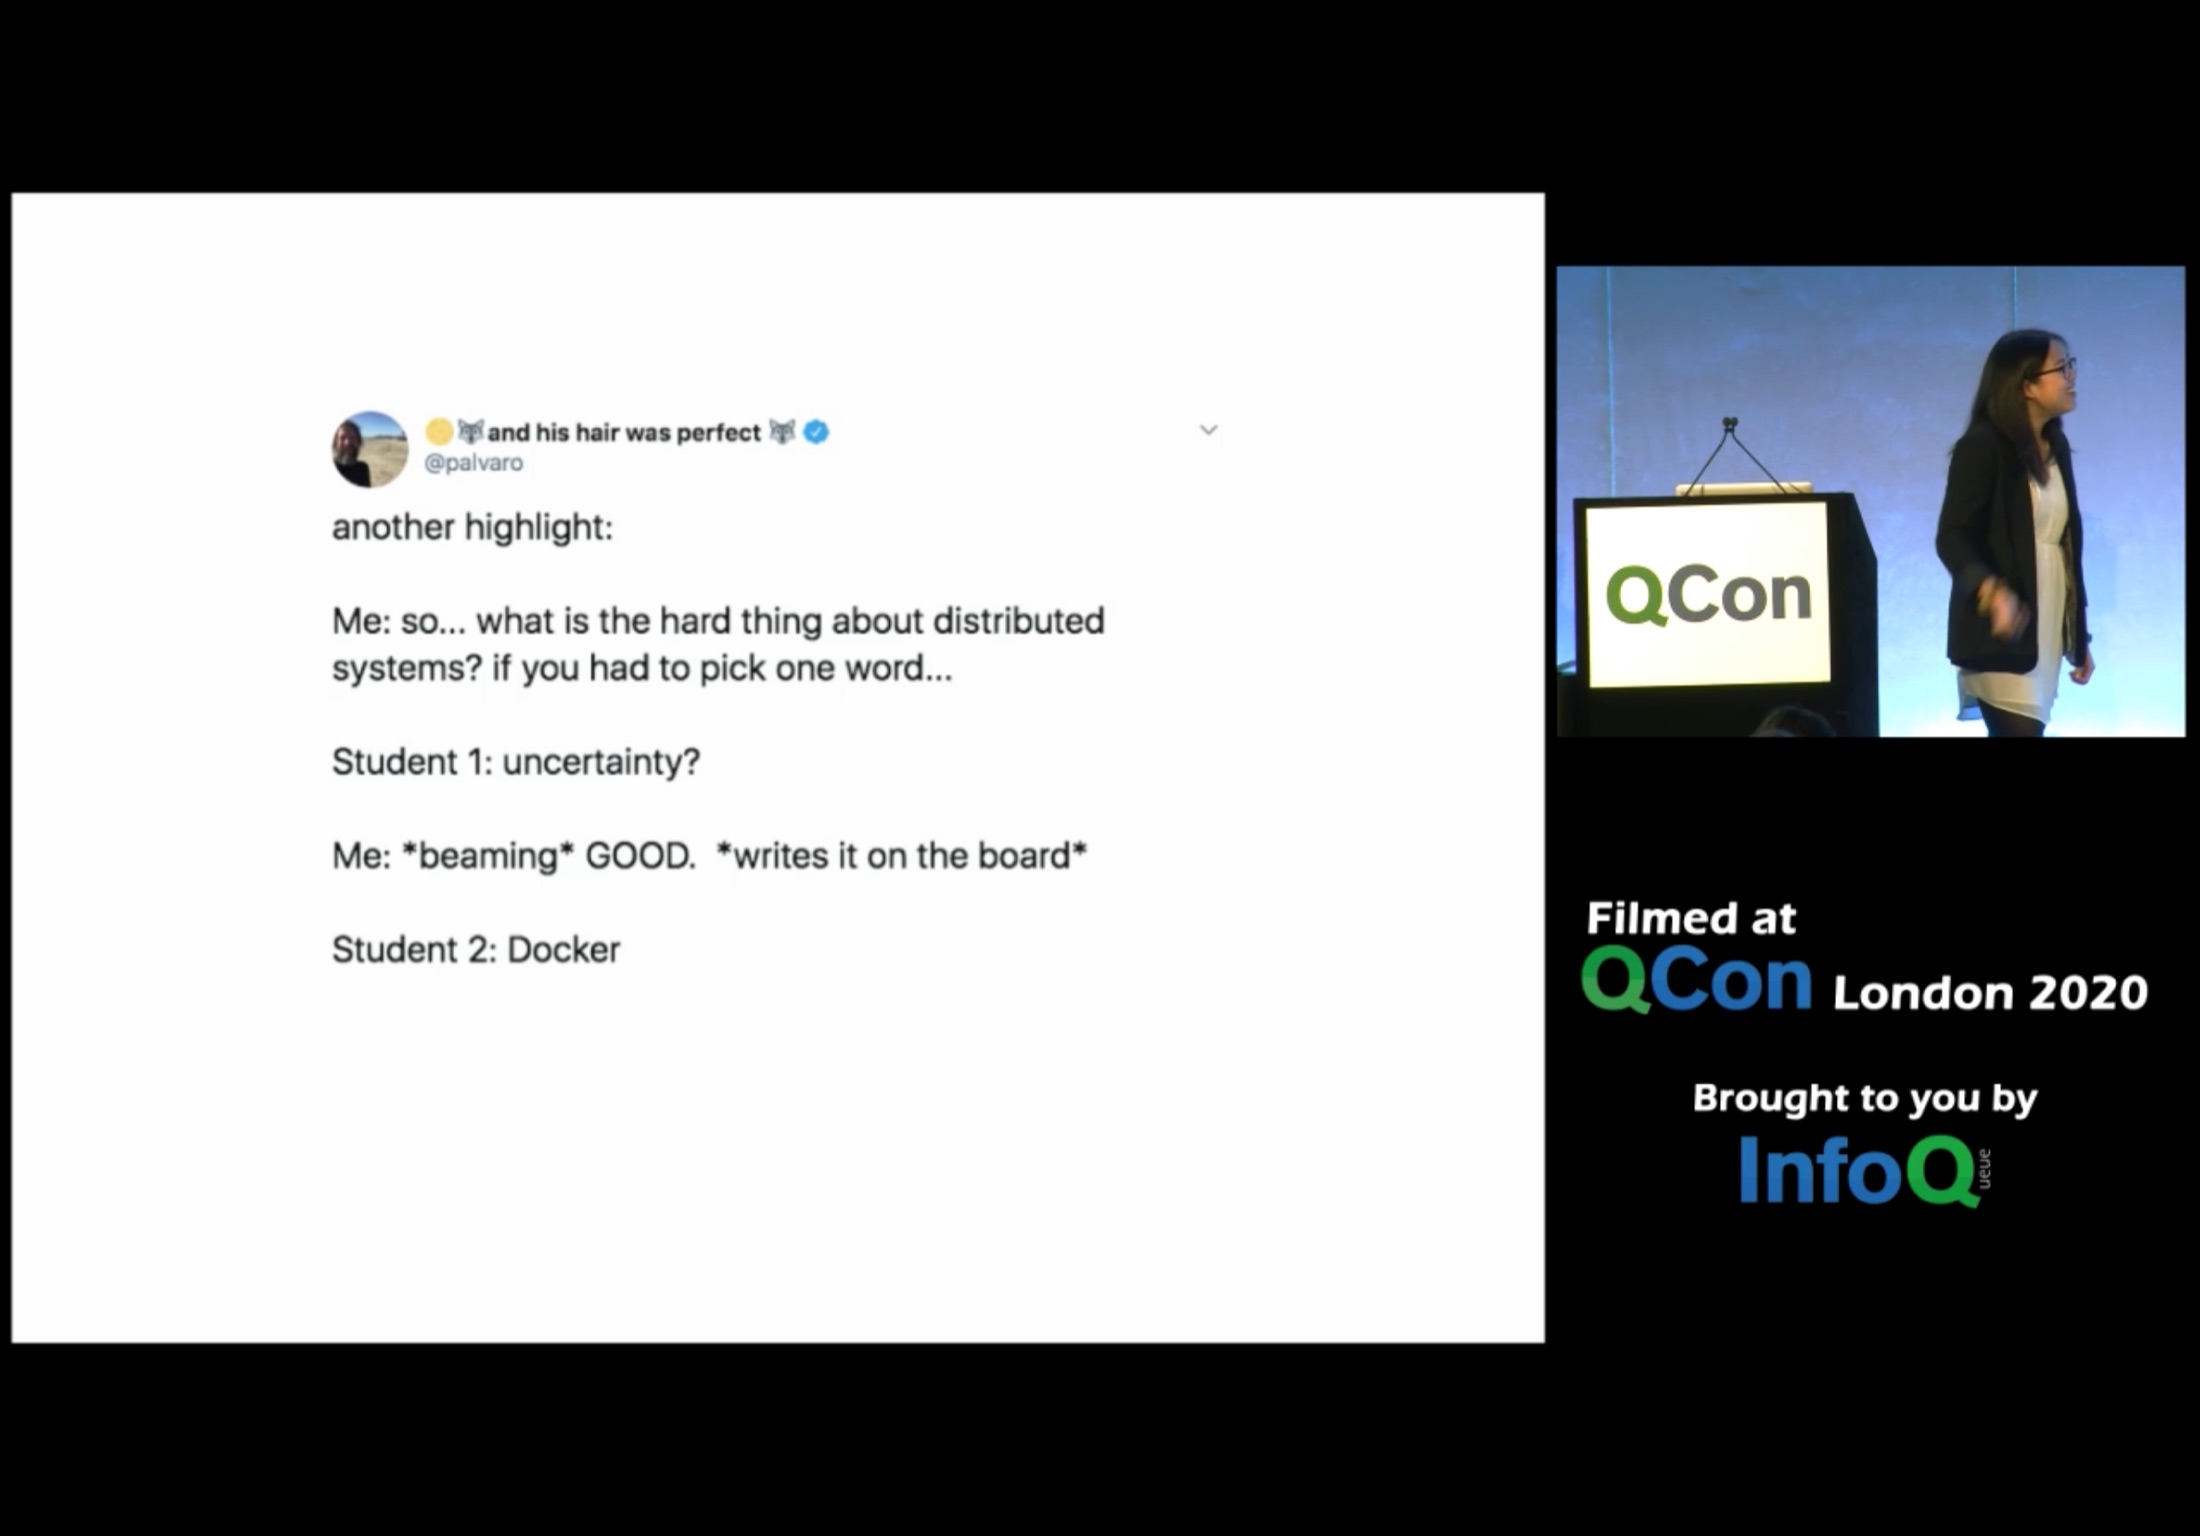 🌕🐺and his hair was perfect🐺
@palvaro
another highlight:
Me: so... what is the hard thing about distributed
systems? if you had to pick one word...
Student 1: uncertainty?
Me: *beaming* GOOD.  *writes it on the board*
Student 2: Docker
QCon
Filmed at
QCon London 2020
Brought to you by
InfoQueue